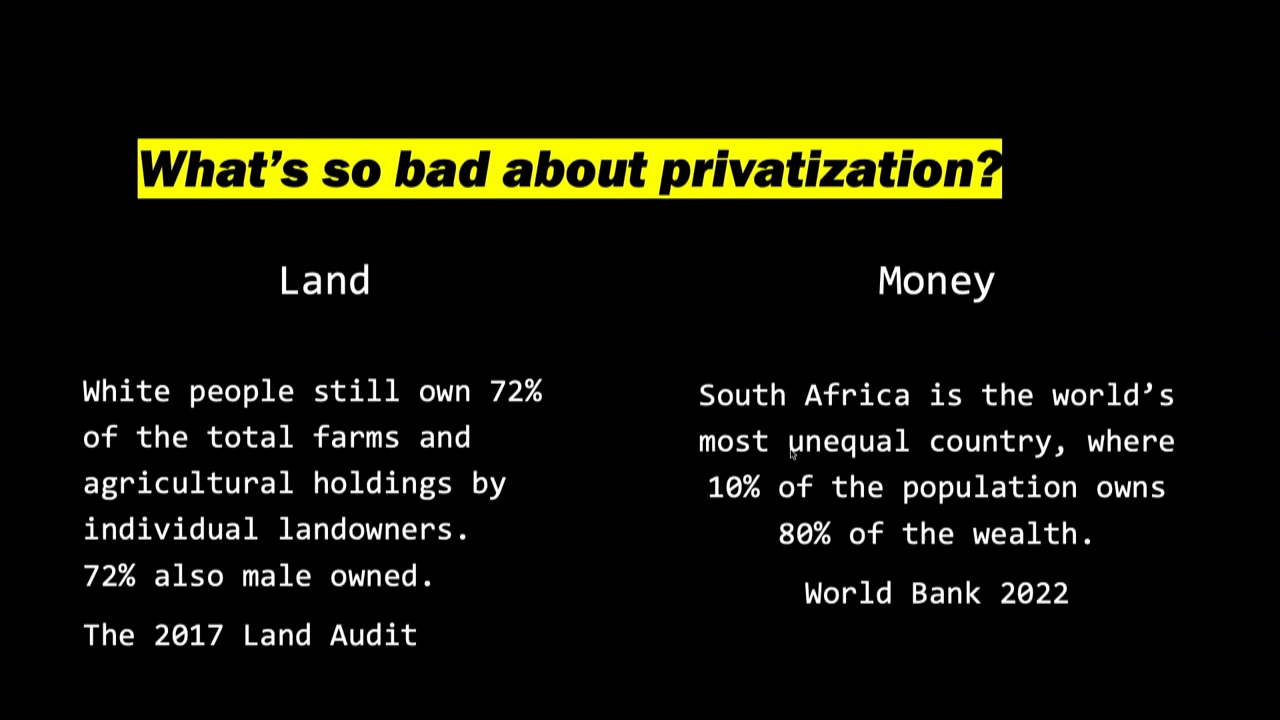 What’s so bad about privatization?
Land
White people still own 72%
of the total farms and
agricultural holdings by
individual landowners.
72% also male owned.
The 2017 Land Audit
Money
South Africa is the world’s
most unequal country, where
10% of the population owns
80% of the wealth.
World Bank 2022